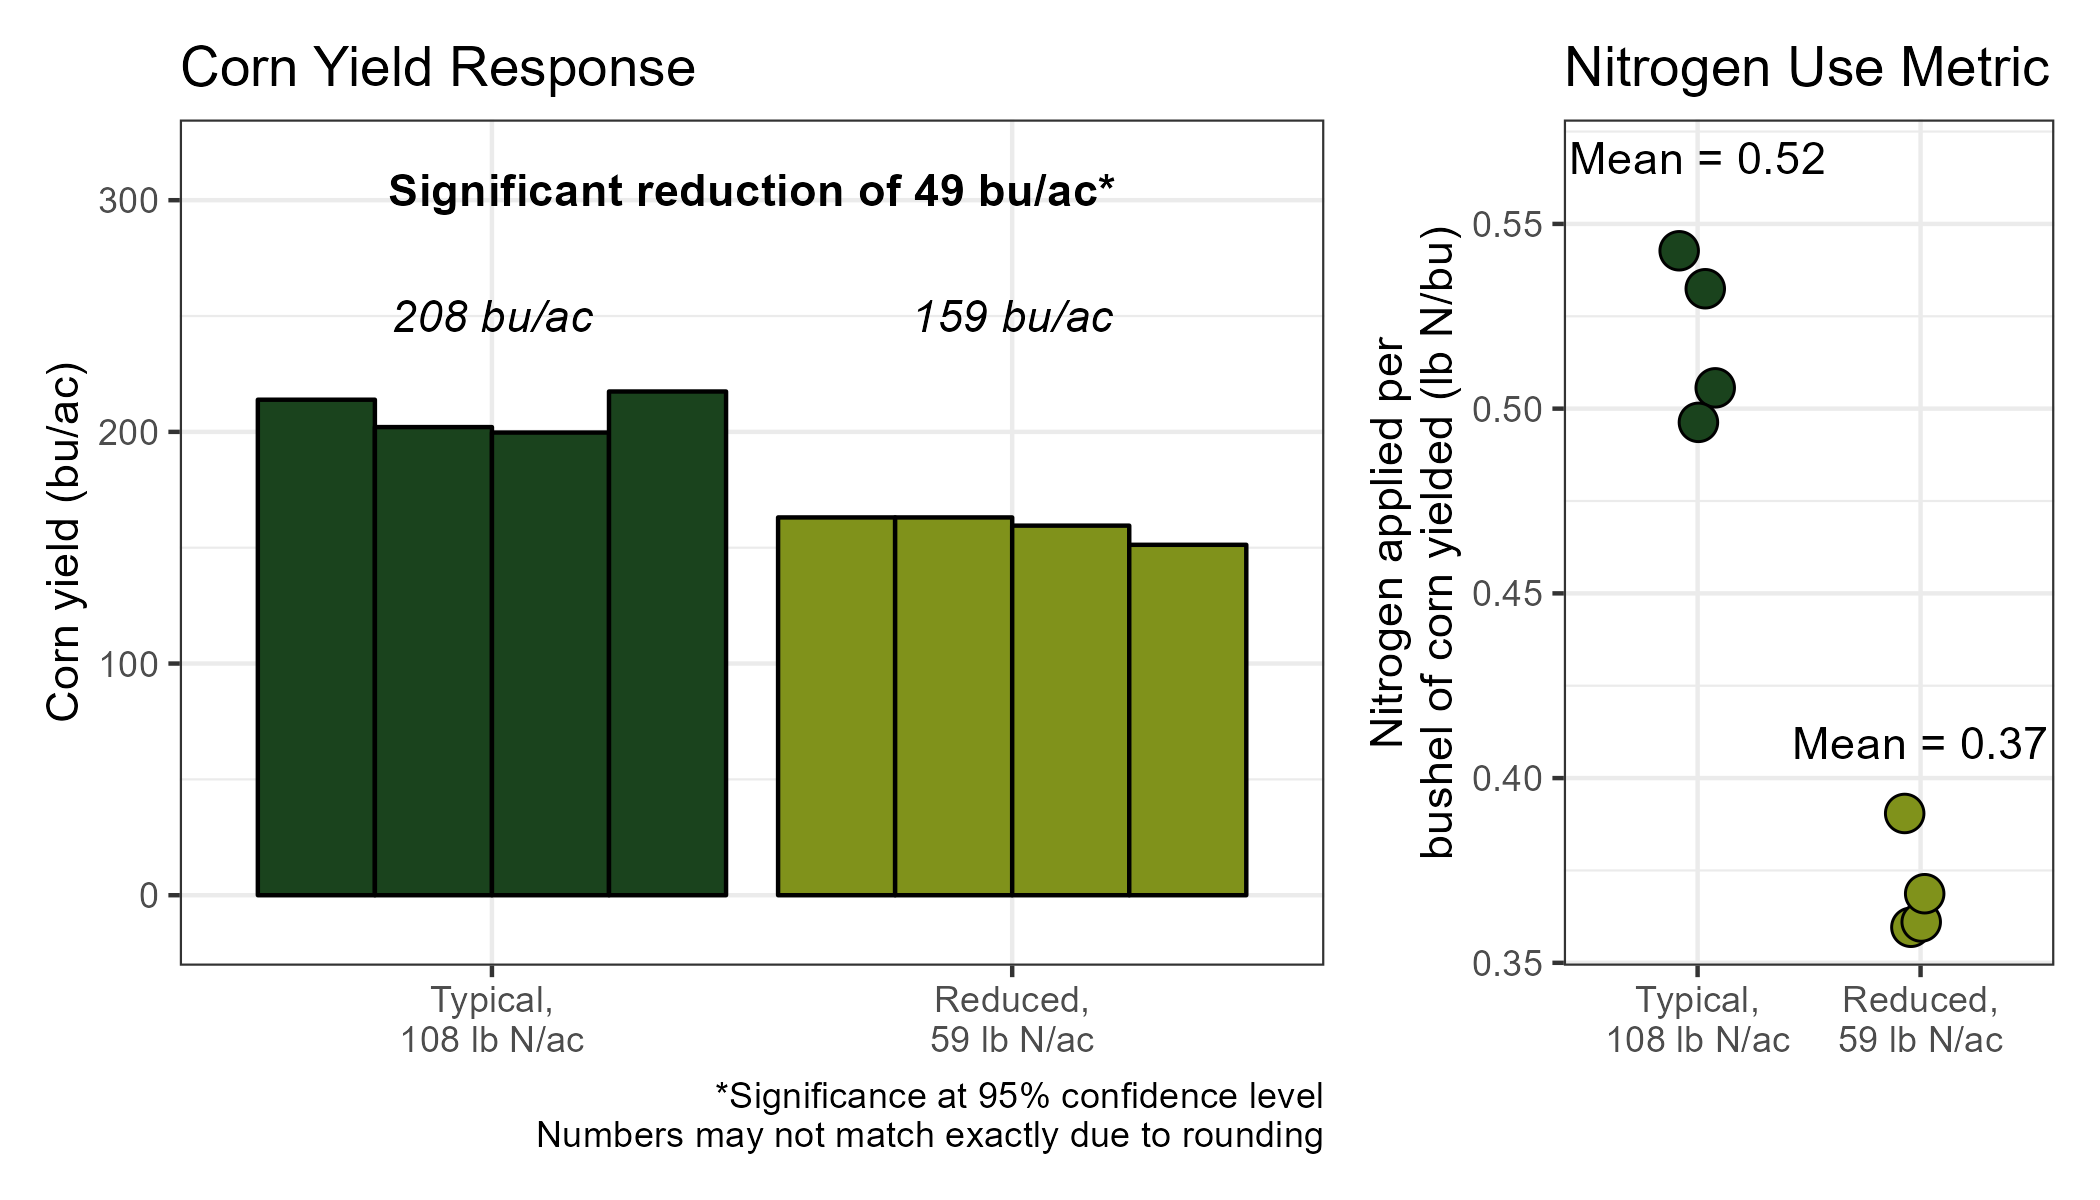 Corn Yield Response
Significant reduction of 49 bu/ac*
208 bu/ac
159 bu/ac
Corn yield (bu/ac)
300
200
100
0
Typical,
108 lb N/ac
Reduced,
59 lb N/ac
*Significance at 95% confidence level
Numbers may not match exactly due to rounding
Nitrogen Use Metric
Mean = 0.52
Mean = 0.37
Nitrogen applied per
bushel of corn yielded (lb N/bu)
0.55
0.50
0.45
0.40
0.35
Typical,
108 lb N/ac
Reduced,
59 lb N/ac